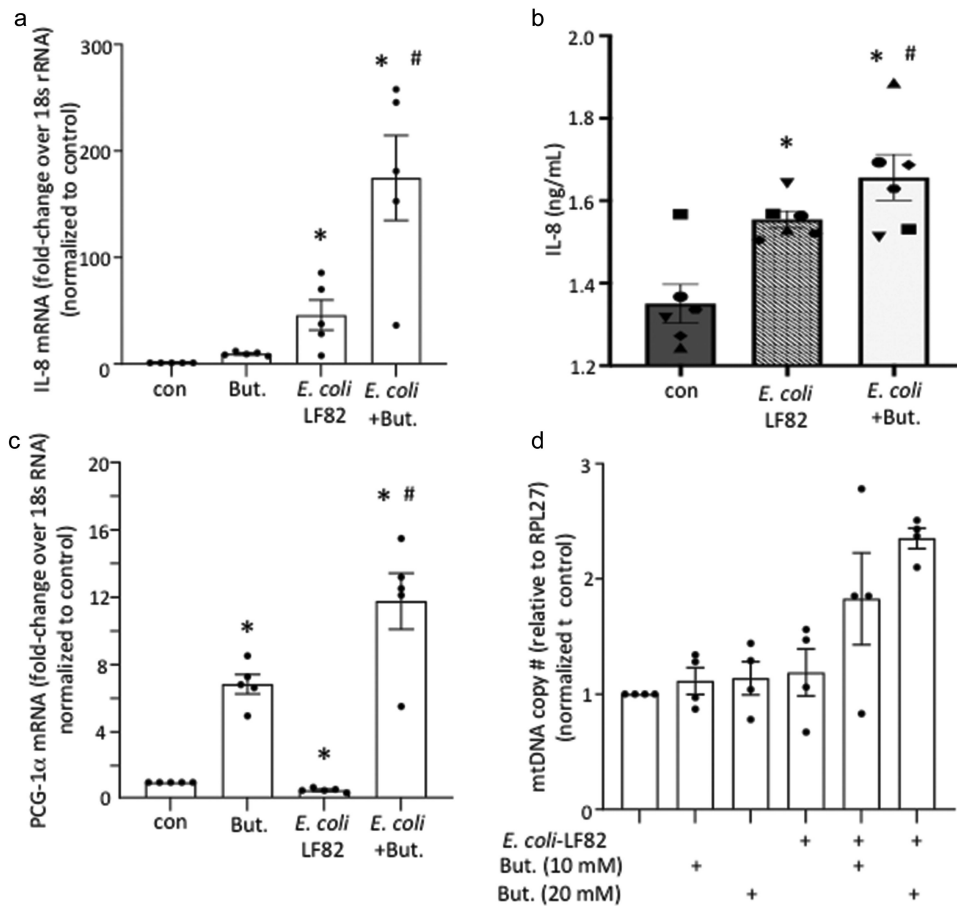 a
IL-8 mRNA (fold-change over 18s rRNA)
(normalized to control)
300
200
100
0
* #
*
con
But.
E. coli
LF82
E. coli
+But.
b
IL-8 (ng/mL)
2.0
1.8
1.6
1.4
1.2
* #
*
con
E. coli
LF82
E. coli
+But.
c
PCG-1α mRNA (fold-change over 18s RNA)
normalized to control)
20
16
12
8
4
0
* #
*
*
con
But.
E. coli
LF82
E. coli
+But.
d
mtDNA copy # (relative to RPL27)
(normalized t control)
3
2
1
0
E. coli-LF82 + + +
But. (10 mM) + +
But. (20 mM) + +